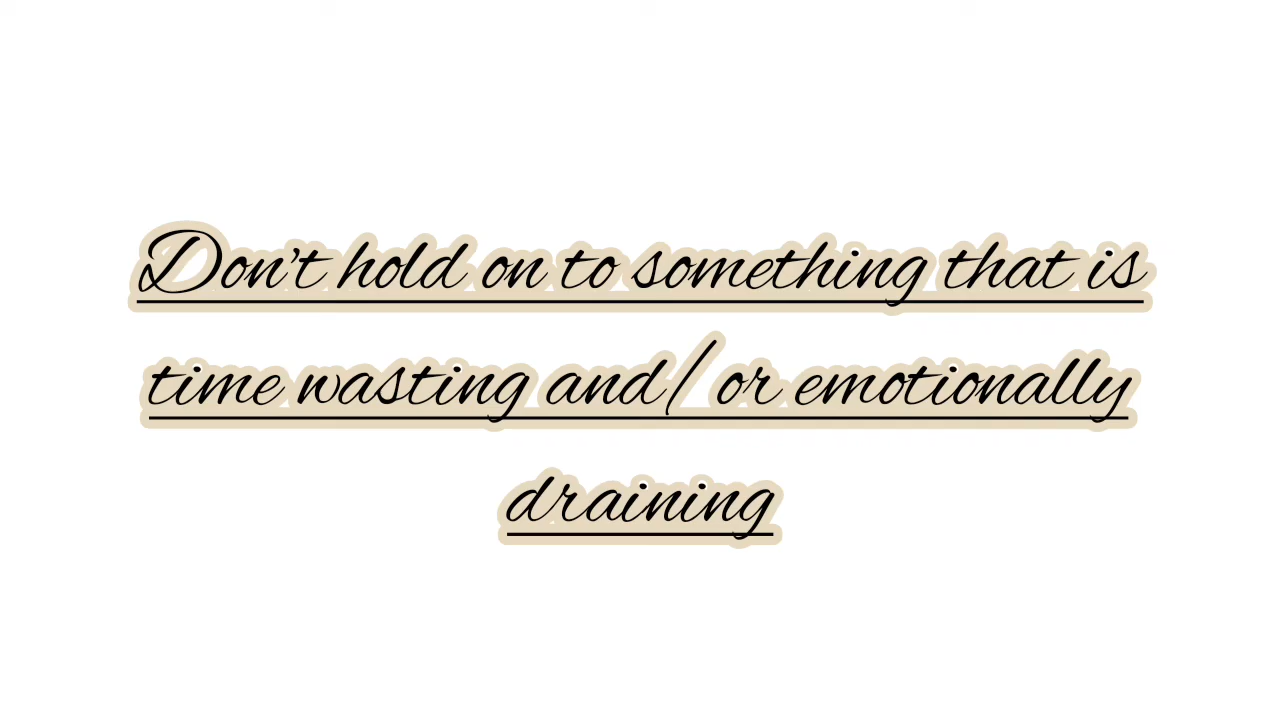 Don't hold on to something that is
time wasting and/or emotionally
draining